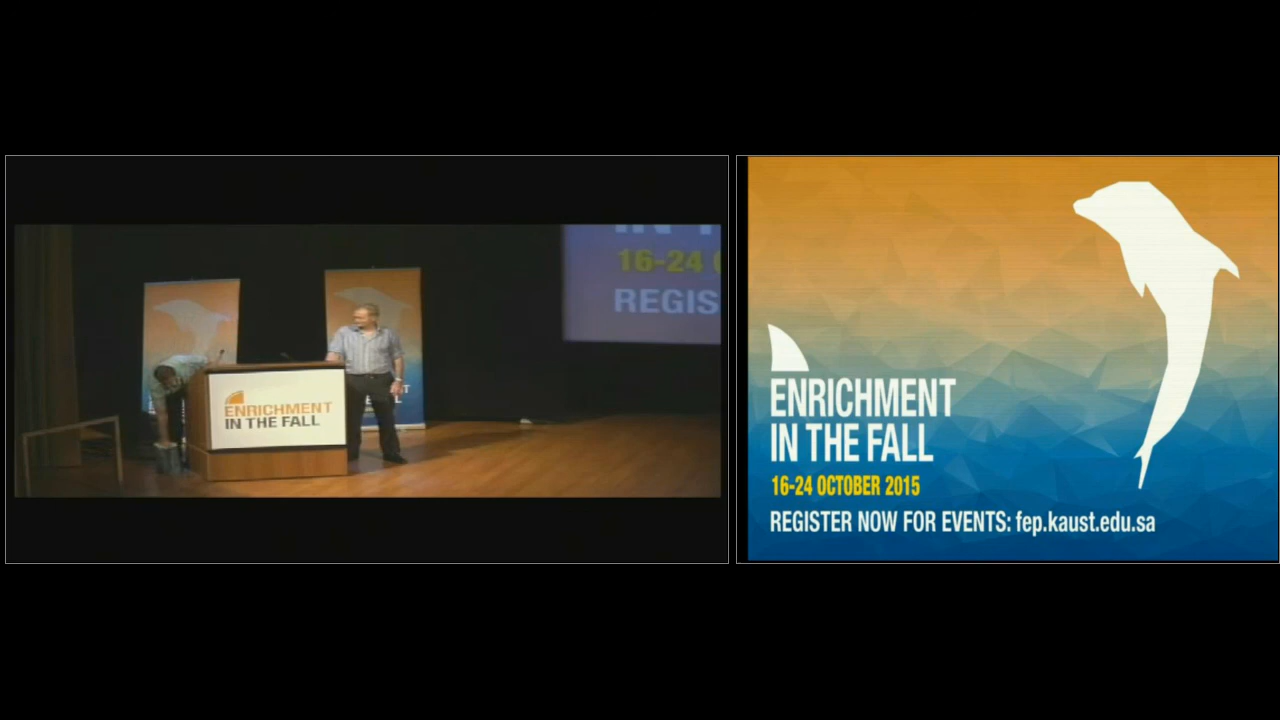 16-24
REGIS
ENRICHMENT
IN THE FALL
ENRICHMENT
IN THE FALL
16-24 OCTOBER 2015
REGISTER NOW FOR EVENTS: fep.kaust.edu.sa